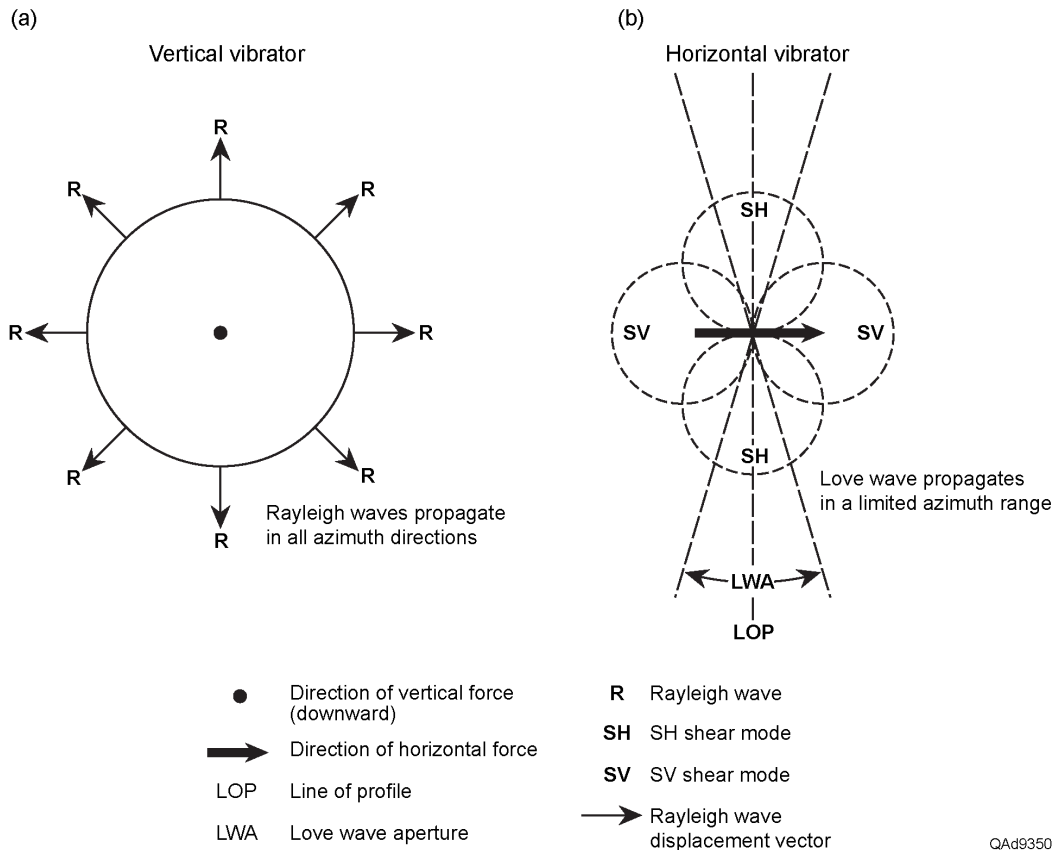 (a)
Vertical vibrator
R
R
R
R
R
R
R
R
Rayleigh waves propagate
in all azimuth directions
(b)
Horizontal vibrator
SH
SV
SV
SH
Love wave propagates
in a limited azimuth range
LWA
LOP
Direction of vertical force
(downward)
Direction of horizontal force
LOP Line of profile
LWA Love wave aperture
R Rayleigh wave
SH SH shear mode
SV SV shear mode
Rayleigh wave
displacement vector
QAd9350